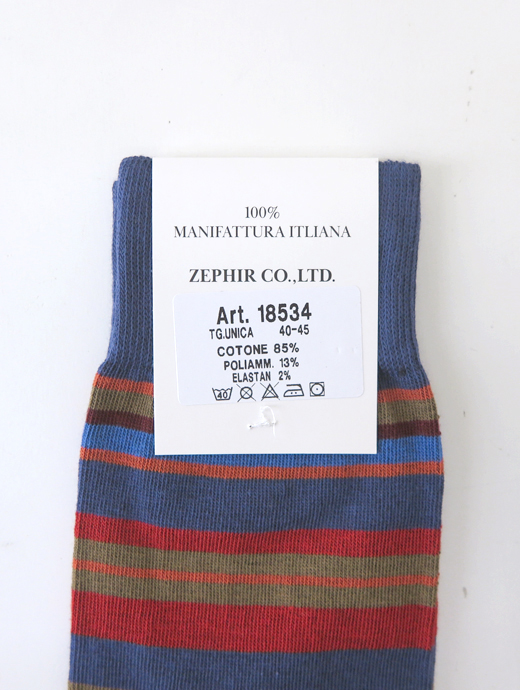 100%
MANIFATTURA ITLIANA
ZEPHIR CO.,LTD.
Art. 18534
TG.UNICA 40-45
COTONE 85%
POLIAMM. 13%
ELASTAN 2%
40